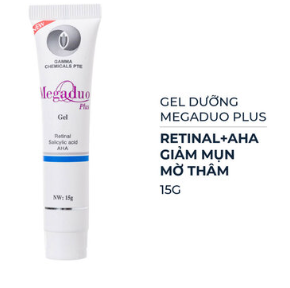 NEW
GAMMA
CHEMICALS PTE
Megaduo
Plus
Gel
Retinal
Salicylic acid
AHA
NW: 15g
GEL DƯỠNG
MEGADUO PLUS
RETINAL+AHA
GIẢM MỤN
MỜ THÂM
15G